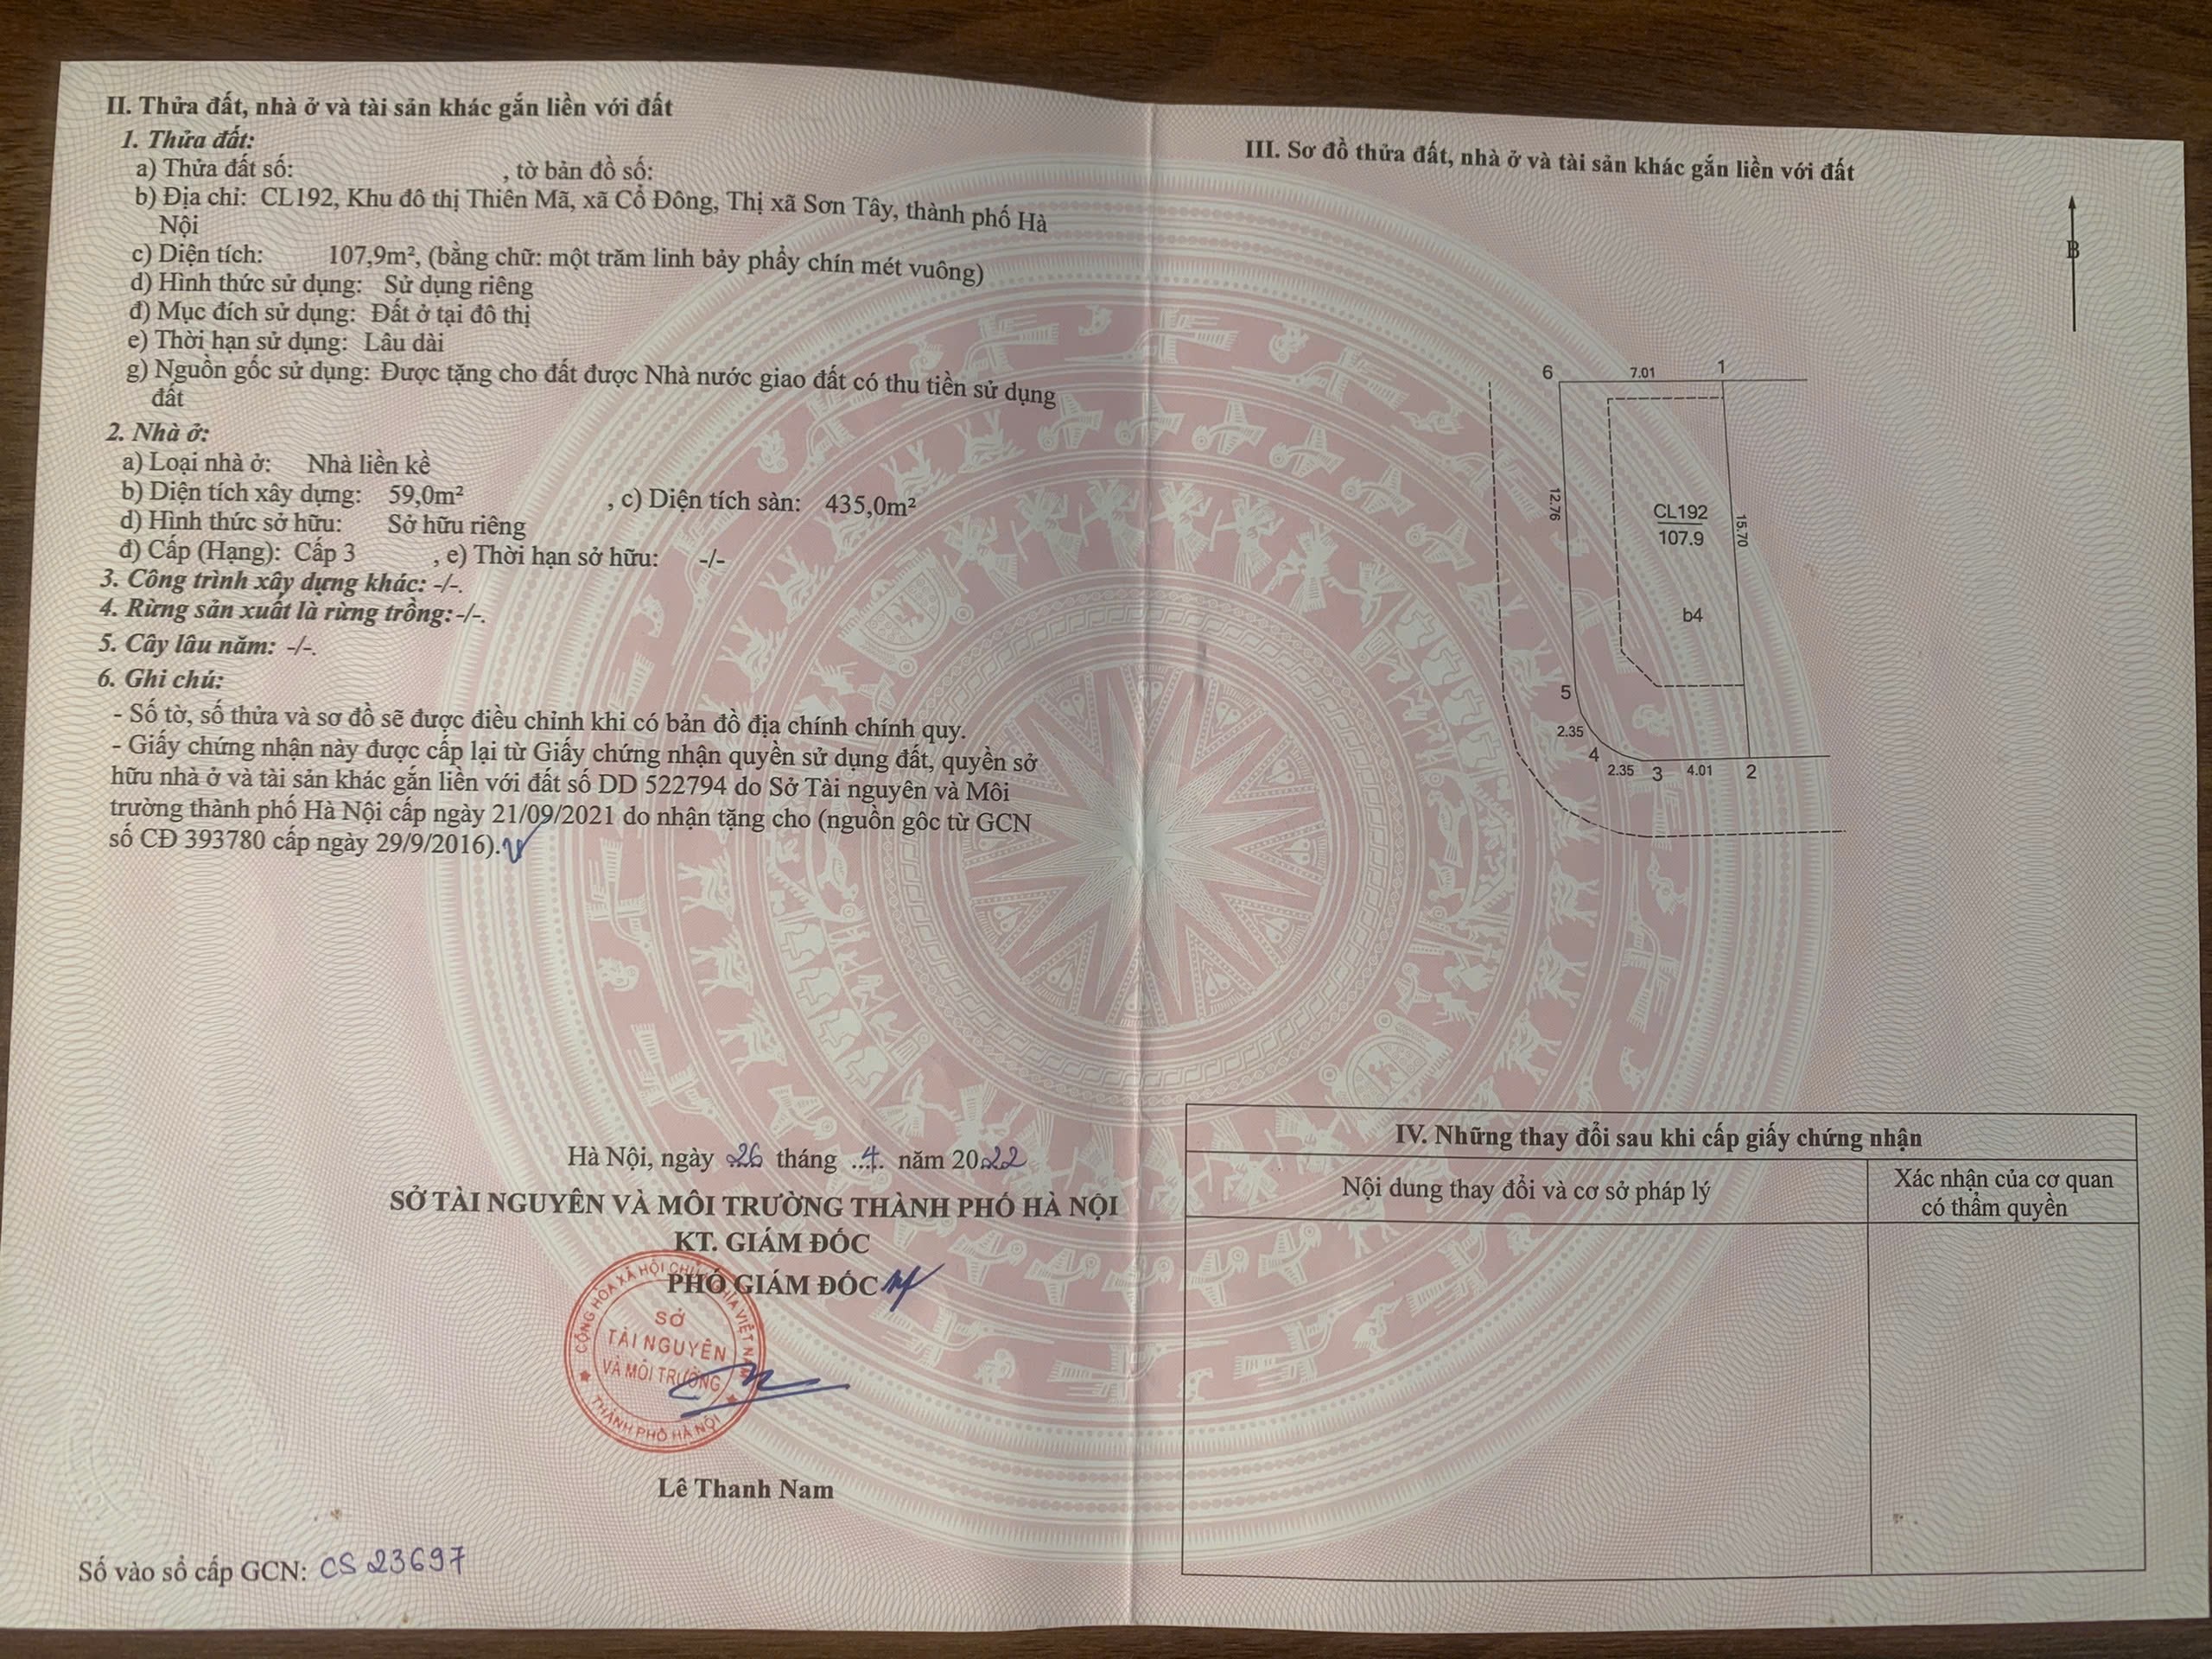 II. Thửa đất, nhà ở và tài sản khác gắn liền với đất
1. Thửa đất:
a) Thửa đất số: , tờ bản đồ số:
b) Địa chỉ: CL192, Khu đô thị Thiên Mã, xã Cổ Đông, Thị xã Sơn Tây, thành phố Hà
Nội
c) Diện tích: 107,9m², (bằng chữ: một trăm linh bảy phẩy chín mét vuông)
d) Hình thức sử dụng: Sử dụng riêng
đ) Mục đích sử dụng: Đất ở tại đô thị
e) Thời hạn sử dụng: Lâu dài
g) Nguồn gốc sử dụng: Được tặng cho đất được Nhà nước giao đất có thu tiền sử dụng
đất
2. Nhà ở:
a) Loại nhà ở: Nhà liền kề
b) Diện tích xây dựng: 59,0m² , c) Diện tích sàn: 435,0m²
d) Hình thức sở hữu: Sở hữu riêng
đ) Cấp (Hạng): Cấp 3 , e) Thời hạn sở hữu: -/-
3. Công trình xây dựng khác: -/-.
4. Rừng sản xuất là rừng trồng: -/-.
5. Cây lâu năm: -/-.
6. Ghi chú:
- Số tờ, số thửa và sơ đồ sẽ được điều chỉnh khi có bản đồ địa chính chính quy.
- Giấy chứng nhận này được cấp lại từ Giấy chứng nhận quyền sử dụng đất, quyền sở
hữu nhà ở và tài sản khác gắn liền với đất số DD 522794 do Sở Tài nguyên và Môi
trường thành phố Hà Nội cấp ngày 21/09/2021 do nhận tặng cho (nguồn gôc từ GCN
số CĐ 393780 cấp ngày 29/9/2016).
Hà Nội, ngày 26 tháng ..4. năm 2022
SỞ TÀI NGUYÊN VÀ MÔI TRƯỜNG THÀNH PHỐ HÀ NỘI
KT. GIÁM ĐỐC
PHÓ GIÁM ĐỐC
CỘNG HÒA XÃ HỘI CHỦ NGHĨA VIỆT NAM
SỞ
TÀI NGUYÊN
VÀ MÔI TRƯỜNG
THÀNH PHỐ HÀ NỘI
Lê Thanh Nam
Số vào sổ cấp GCN: CS 23697
III. Sơ đồ thửa đất, nhà ở và tài sản khác gắn liền với đất
B
6 7.01 1
12.76
CL192
107.9
15.70
b4
5
2.35
4
2.35 3 4.01 2
IV. Những thay đổi sau khi cấp giấy chứng nhận
Nội dung thay đổi và cơ sở pháp lý
Xác nhận của cơ quan
có thẩm quyền